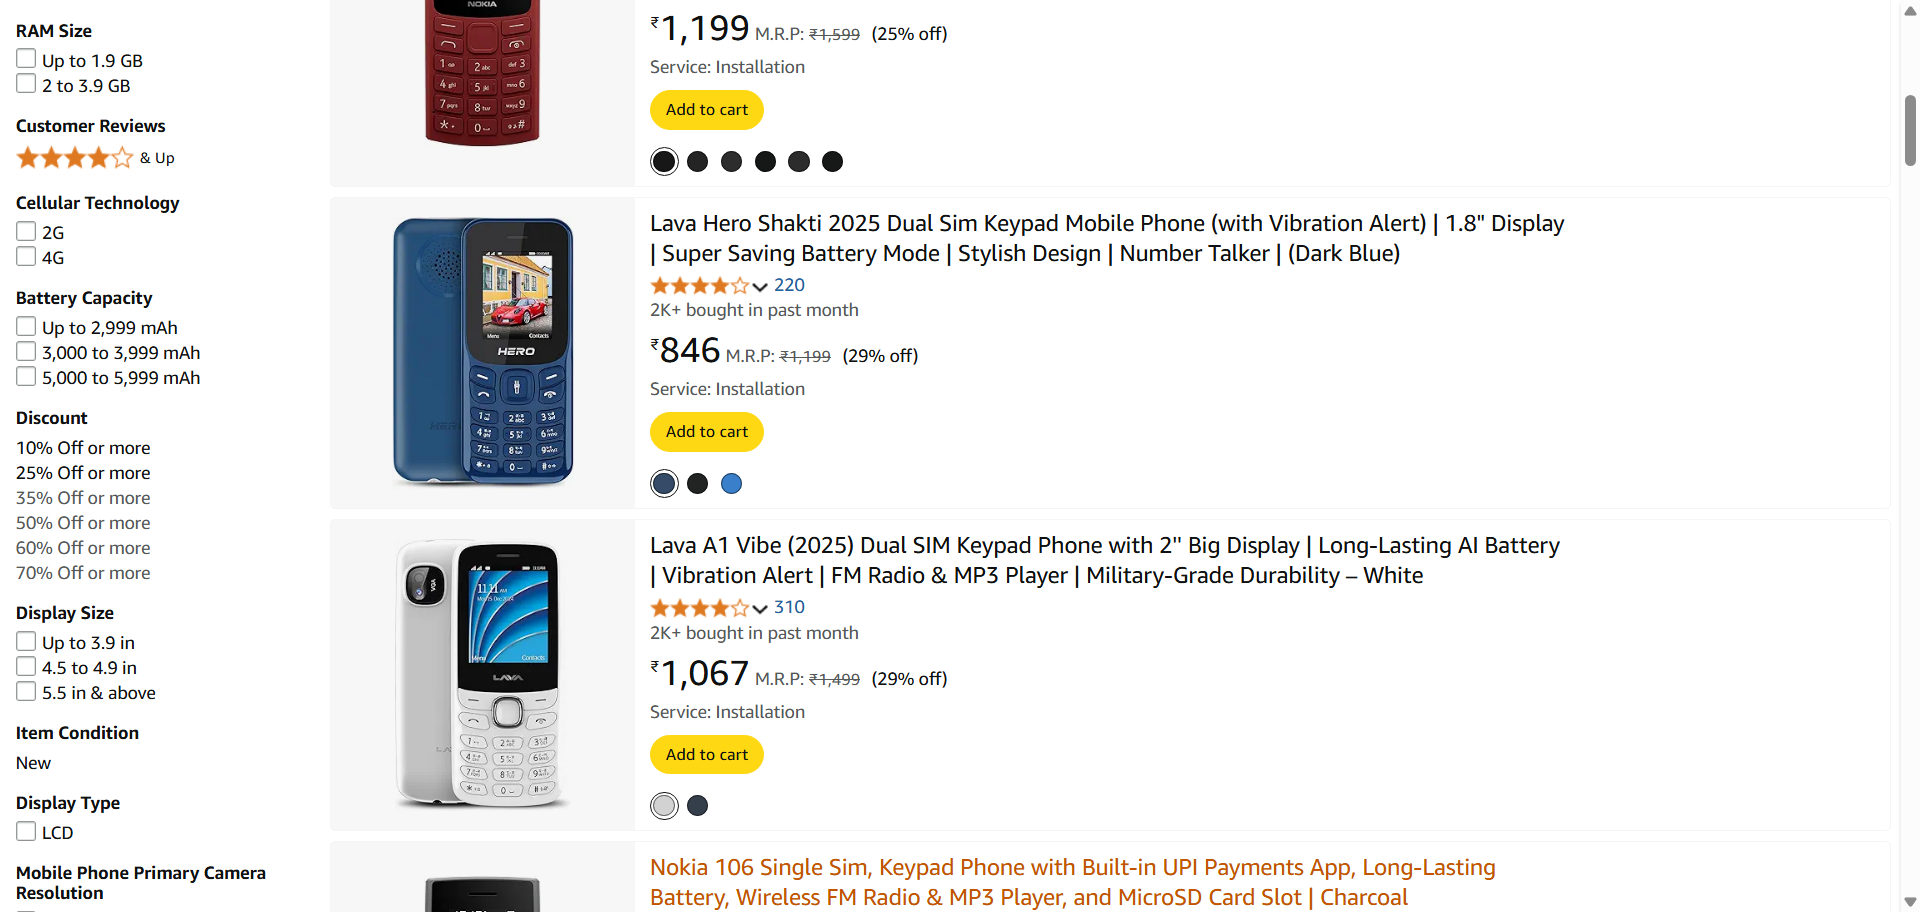 RAM Size
Up to 1.9 GB
2 to 3.9 GB
Customer Reviews
& Up
Cellular Technology
2G
4G
Battery Capacity
Up to 2,999 mAh
3,000 to 3,999 mAh
5,000 to 5,999 mAh
Discount
10% Off or more
25% Off or more
35% Off or more
50% Off or more
60% Off or more
70% Off or more
Display Size
Up to 3.9 in
4.5 to 4.9 in
5.5 in & above
Item Condition
New
Display Type
LCD
Mobile Phone Primary Camera
Resolution
NOKIA
₹1,199 M.R.P: ₹1,599 (25% off)
Service: Installation
Add to cart
HERO
Menu Contacts
Lava Hero Shakti 2025 Dual Sim Keypad Mobile Phone (with Vibration Alert) | 1.8" Display
| Super Saving Battery Mode | Stylish Design | Number Talker | (Dark Blue)
220
2K+ bought in past month
₹846 M.R.P: ₹1,199 (29% off)
Service: Installation
Add to cart
VGA
11:11 AM
Menu Contacts
LAVA
Lava A1 Vibe (2025) Dual SIM Keypad Phone with 2" Big Display | Long-Lasting AI Battery
| Vibration Alert | FM Radio & MP3 Player | Military-Grade Durability – White
310
2K+ bought in past month
₹1,067 M.R.P: ₹1,499 (29% off)
Service: Installation
Add to cart
Nokia 106 Single Sim, Keypad Phone with Built-in UPI Payments App, Long-Lasting
Battery, Wireless FM Radio & MP3 Player, and MicroSD Card Slot | Charcoal